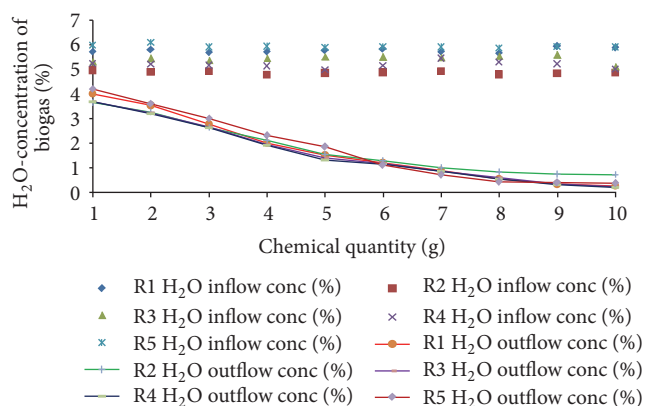 7
6
5
4
3
2
1
0
H₂O-concentration of
biogas (%)
1 2 3 4 5 6 7 8 9 10
Chemical quantity (g)
R1 H₂O inflow conc (%) R2 H₂O inflow conc (%)
R3 H₂O inflow conc (%) R4 H₂O inflow conc (%)
R5 H₂O inflow conc (%) R1 H₂O outflow conc (%)
R2 H₂O outflow conc (%) R3 H₂O outflow conc (%)
R4 H₂O outflow conc (%) R5 H₂O outflow conc (%)